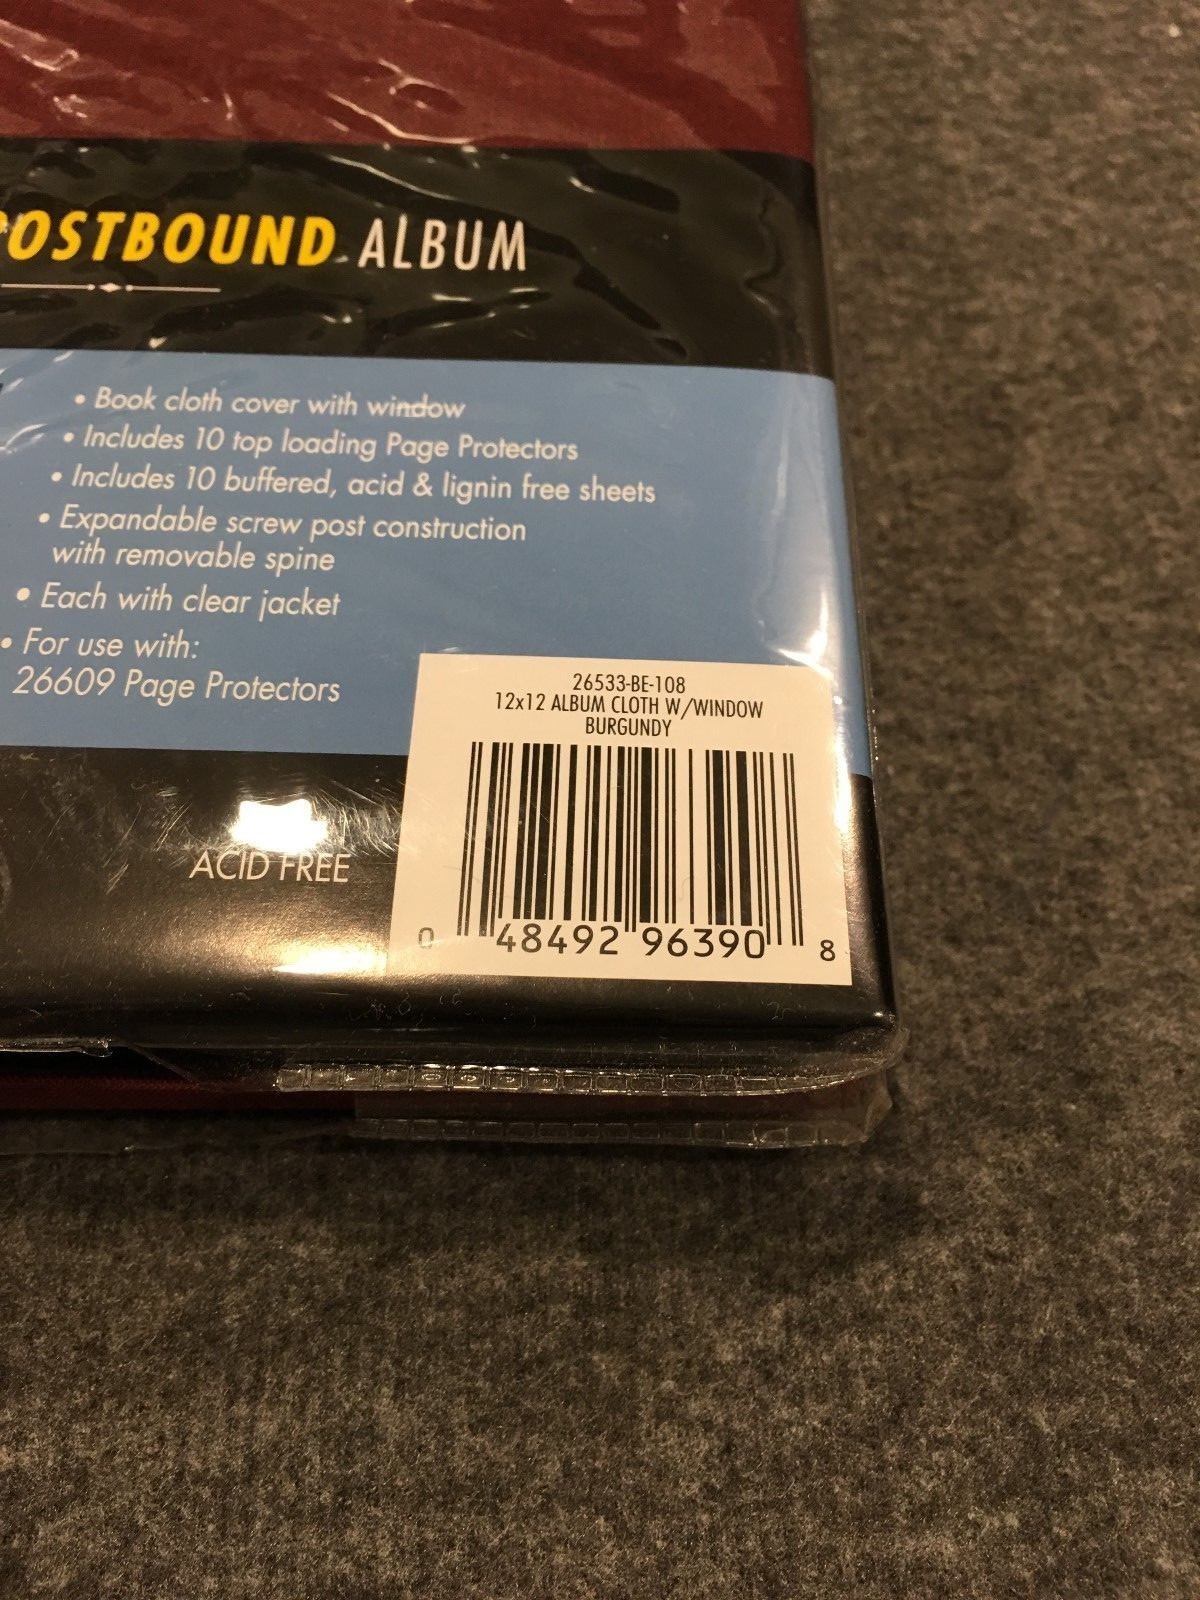 POSTBOUND ALBUM
• Book cloth cover with window
• Includes 10 top loading Page Protectors
• Includes 10 buffered, acid & lignin free sheets
• Expandable screw post construction
with removable spine
• Each with clear jacket
• For use with:
26609 Page Protectors
26533-BE-108
12x12 ALBUM CLOTH W/WINDOW
BURGUNDY
ACID FREE
0 48492 96390 8